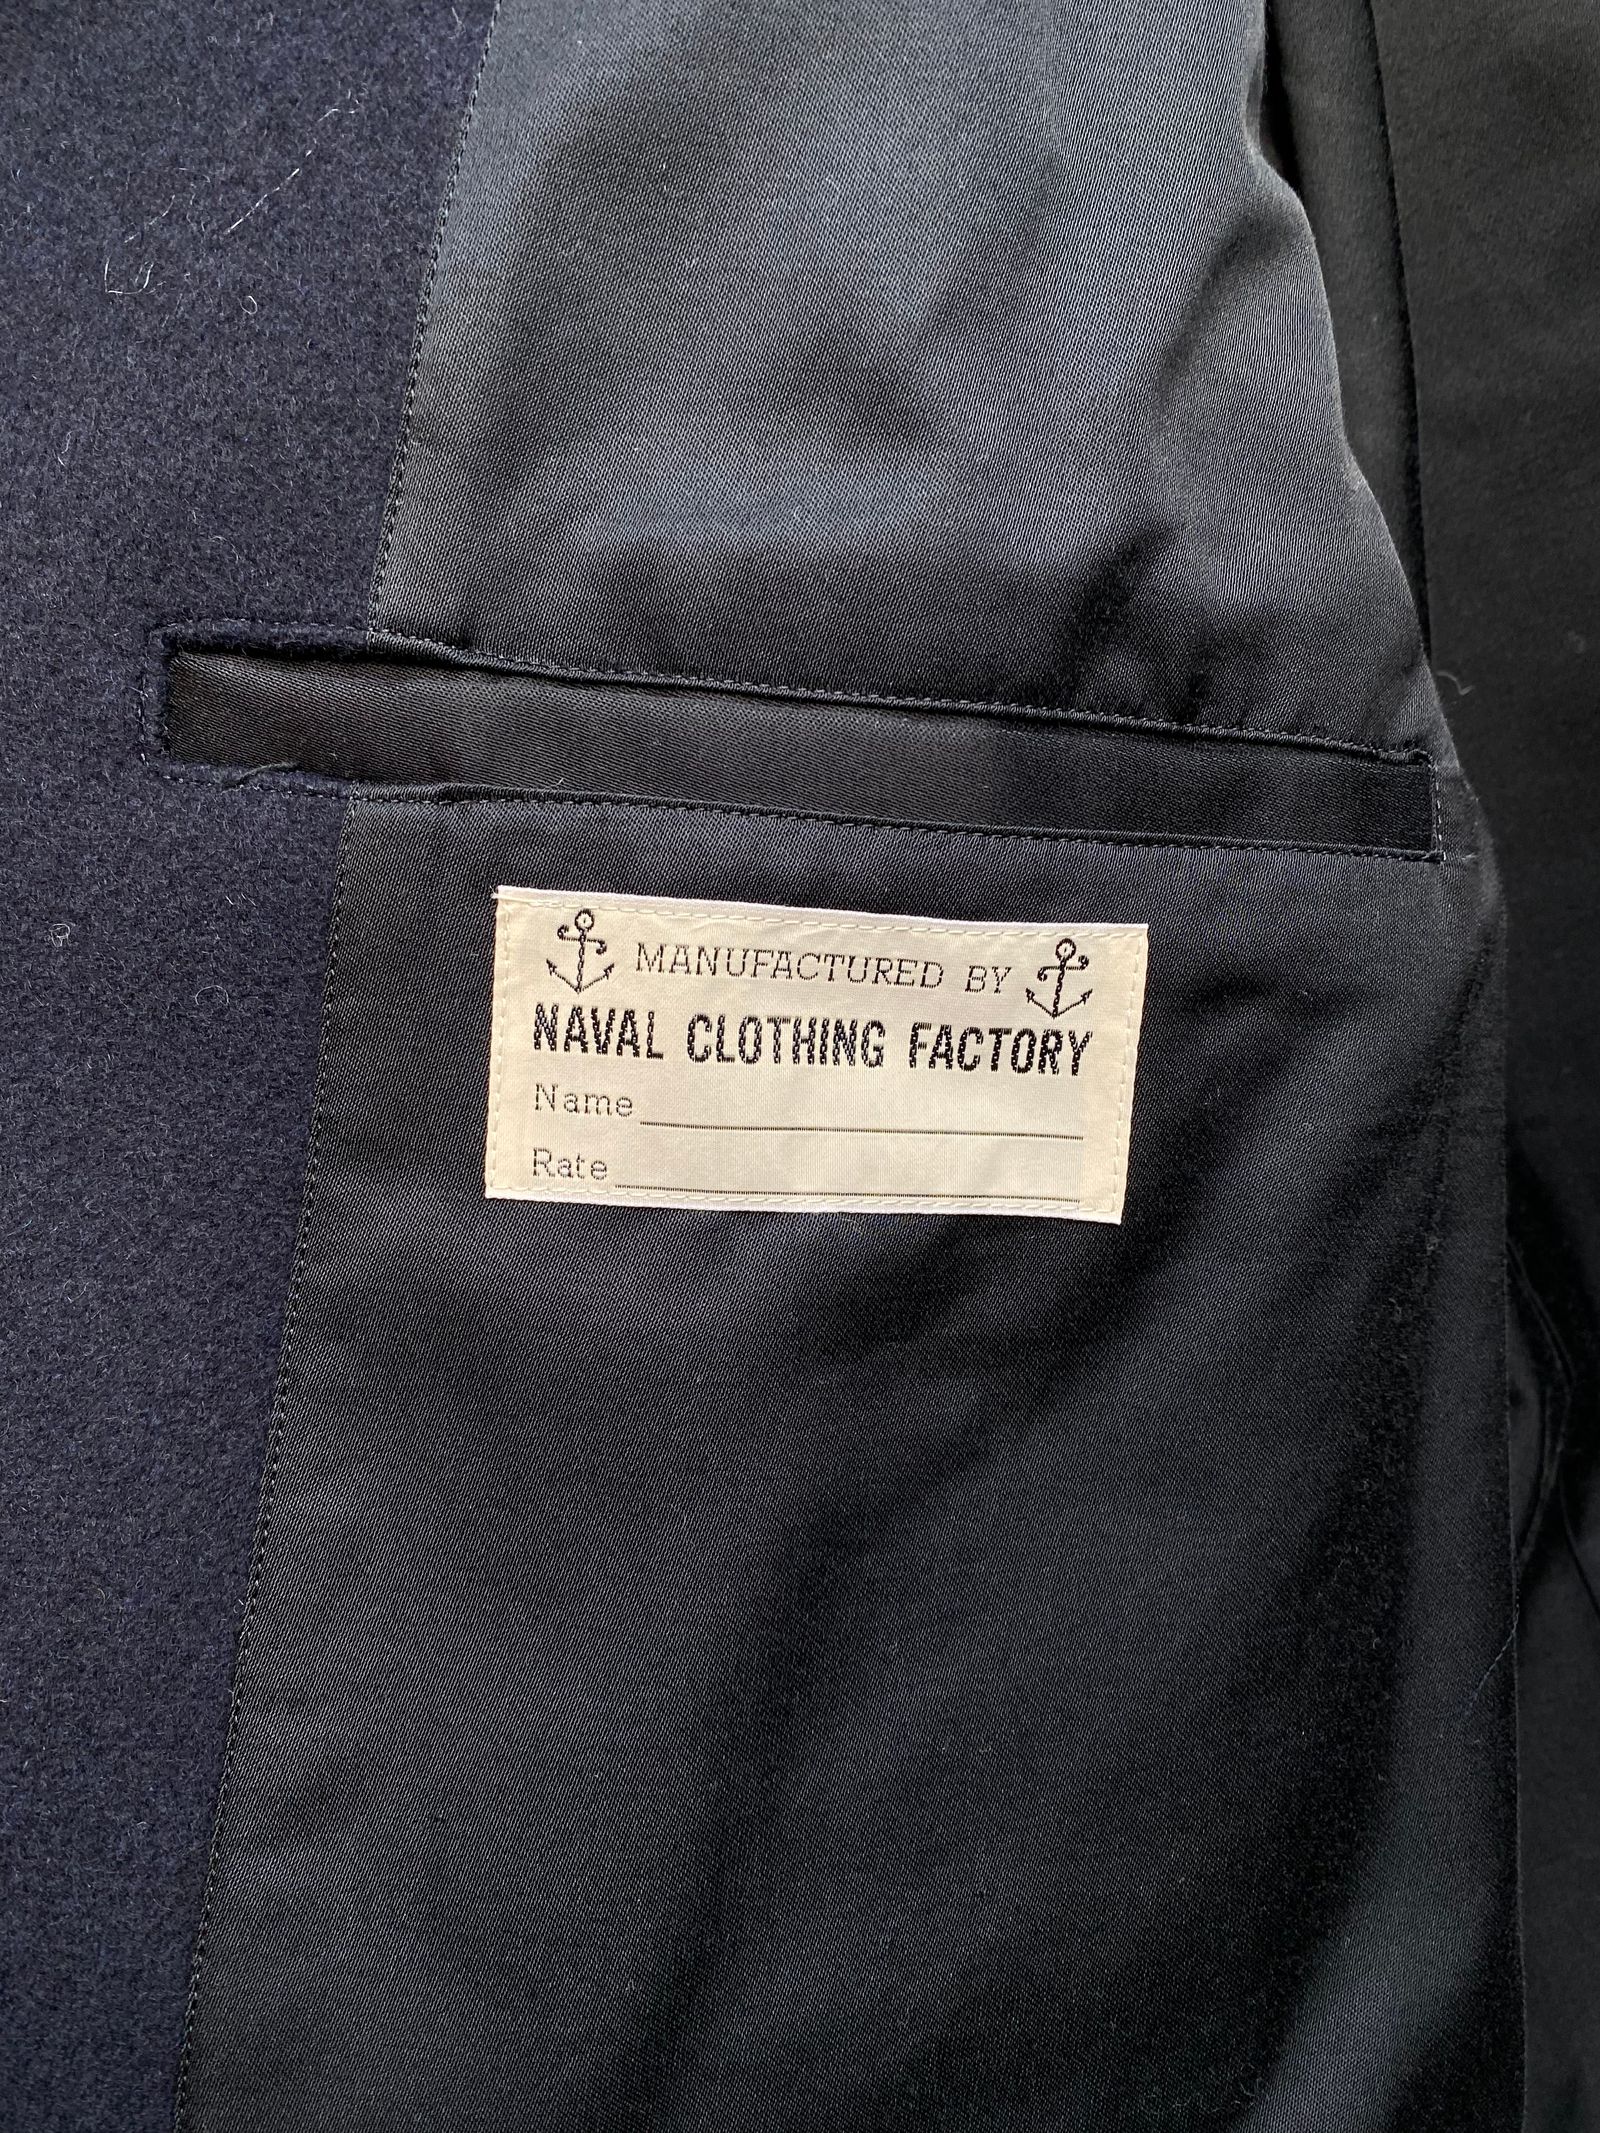 MANUFACTURED BY
NAVAL CLOTHING FACTORY
Name
Rate